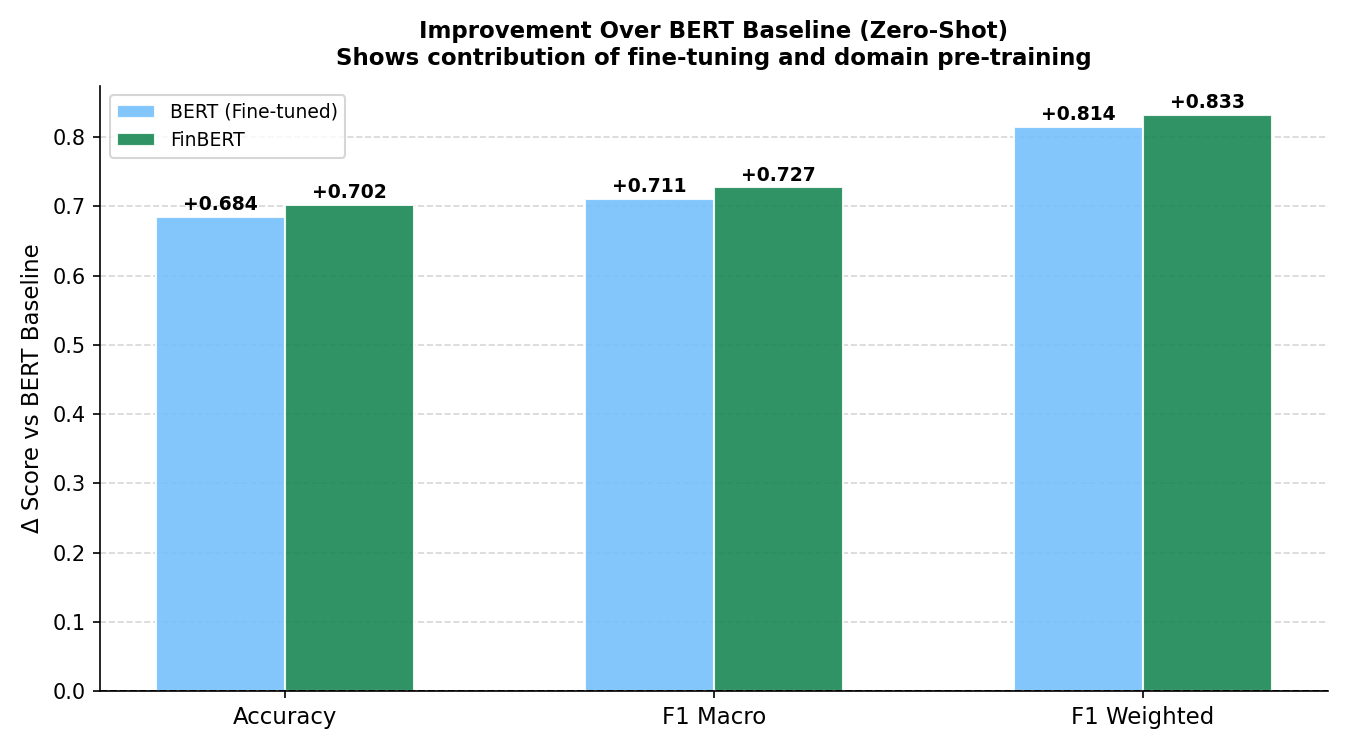 Improvement Over BERT Baseline (Zero-Shot)
Shows contribution of fine-tuning and domain pre-training
BERT (Fine-tuned)
FinBERT
Δ Score vs BERT Baseline
0.8
0.7
0.6
0.5
0.4
0.3
0.2
0.1
0.0
+0.684
+0.702
+0.711
+0.727
+0.814
+0.833
Accuracy
F1 Macro
F1 Weighted